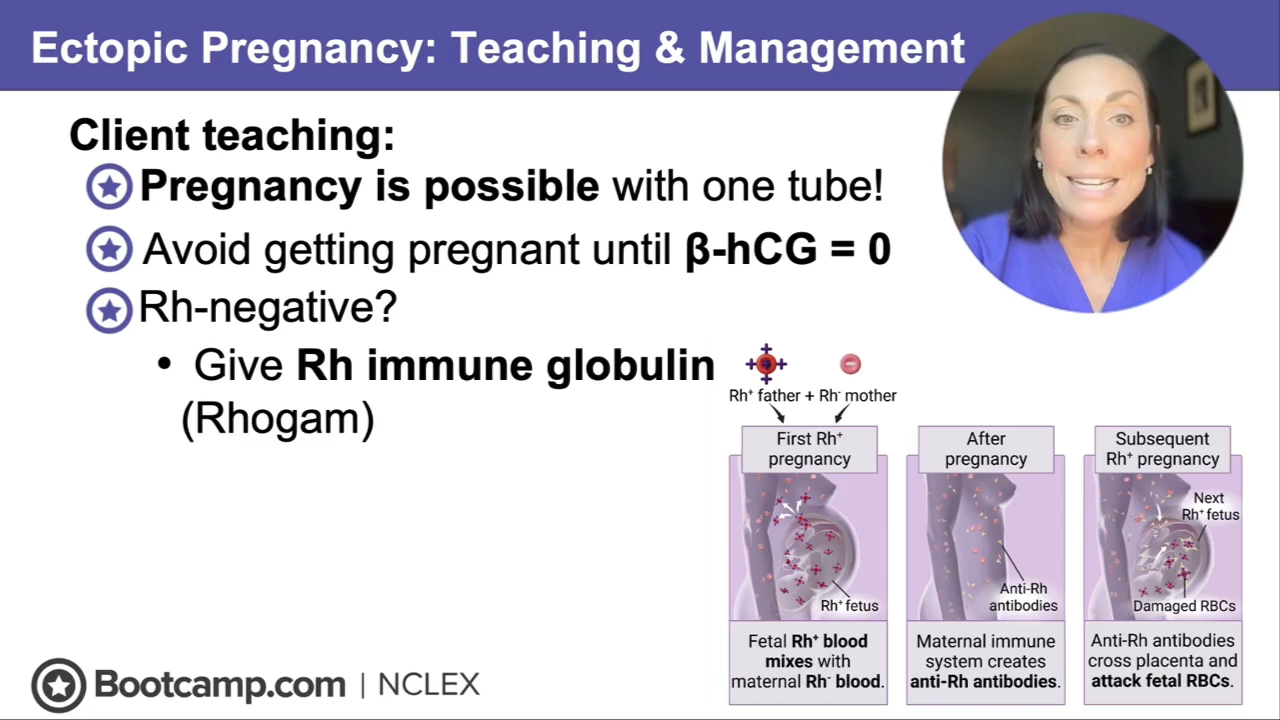 Ectopic Pregnancy: Teaching & Management
Client teaching:
Pregnancy is possible with one tube!
Avoid getting pregnant until β-hCG = 0
Rh-negative?
• Give Rh immune globulin
(Rhogam)
Rh⁺ father + Rh⁻ mother
First Rh⁺
pregnancy
Rh⁺ fetus
Fetal Rh⁺ blood
mixes with
maternal Rh⁻ blood.
After
pregnancy
Anti-Rh
antibodies
Maternal immune
system creates
anti-Rh antibodies.
Subsequent
Rh⁺ pregnancy
Next
Rh⁺ fetus
Damaged RBCs
Anti-Rh antibodies
cross placenta and
attack fetal RBCs.
Bootcamp.com | NCLEX